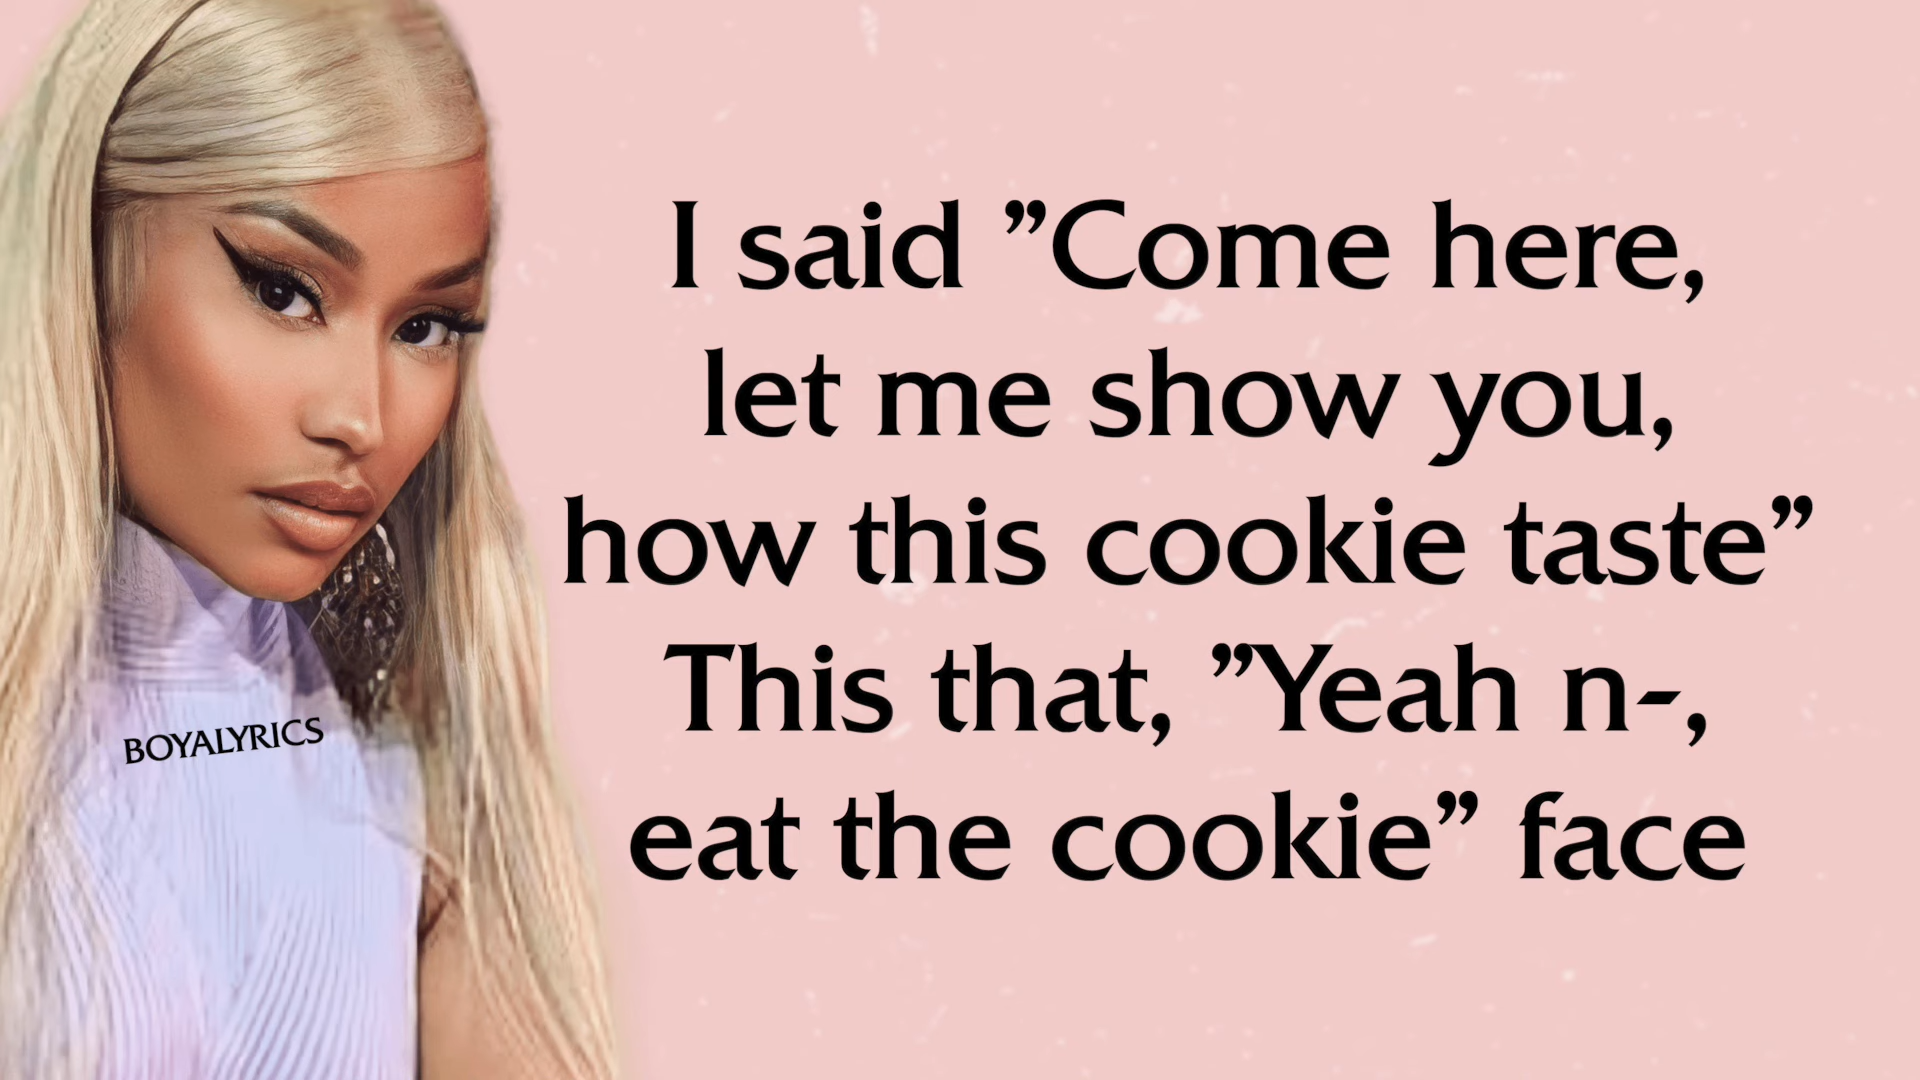 I said ”Come here,
let me show you,
how this cookie taste”
This that, ”Yeah n-,
eat the cookie” face
BOYALYRICS